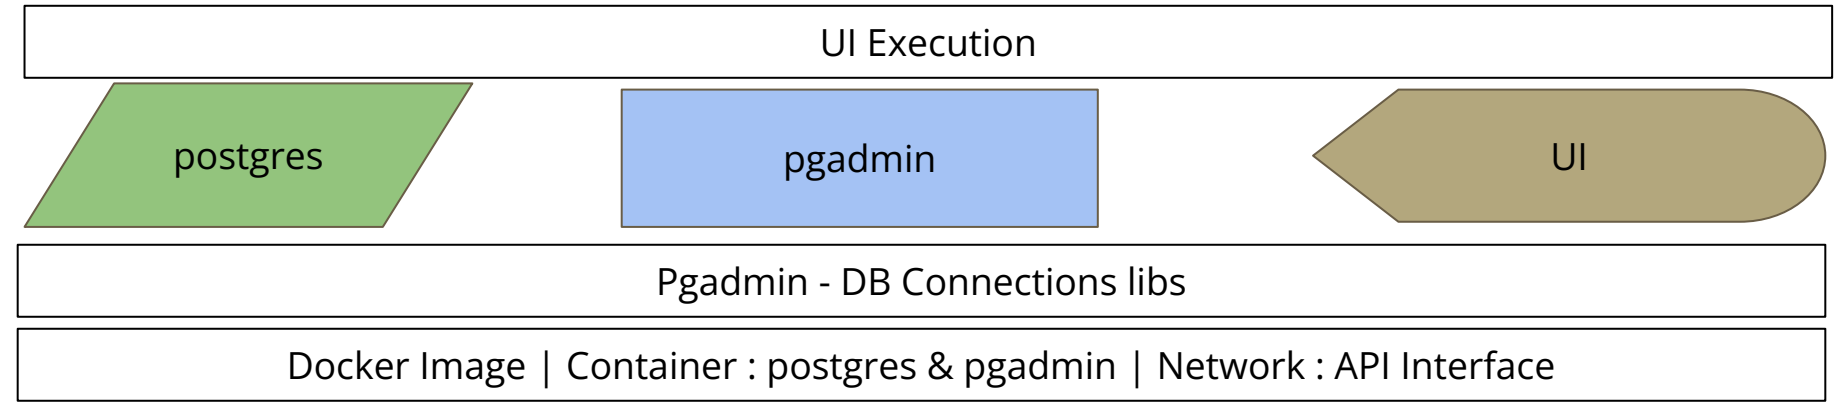 UI Execution
postgres
pgadmin
UI
Pgadmin - DB Connections libs
Docker Image | Container : postgres & pgadmin | Network : API Interface